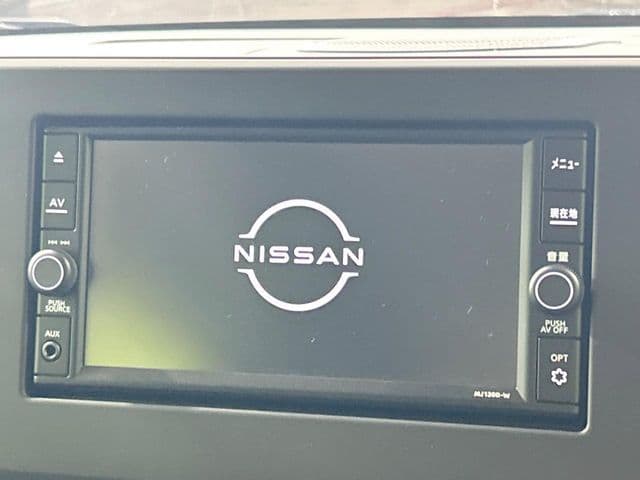 AV
PUSH
SOURCE
AUX
NISSAN
メニュー
現在地
音量
PUSH
AV OFF
OPT
MJ120D-W